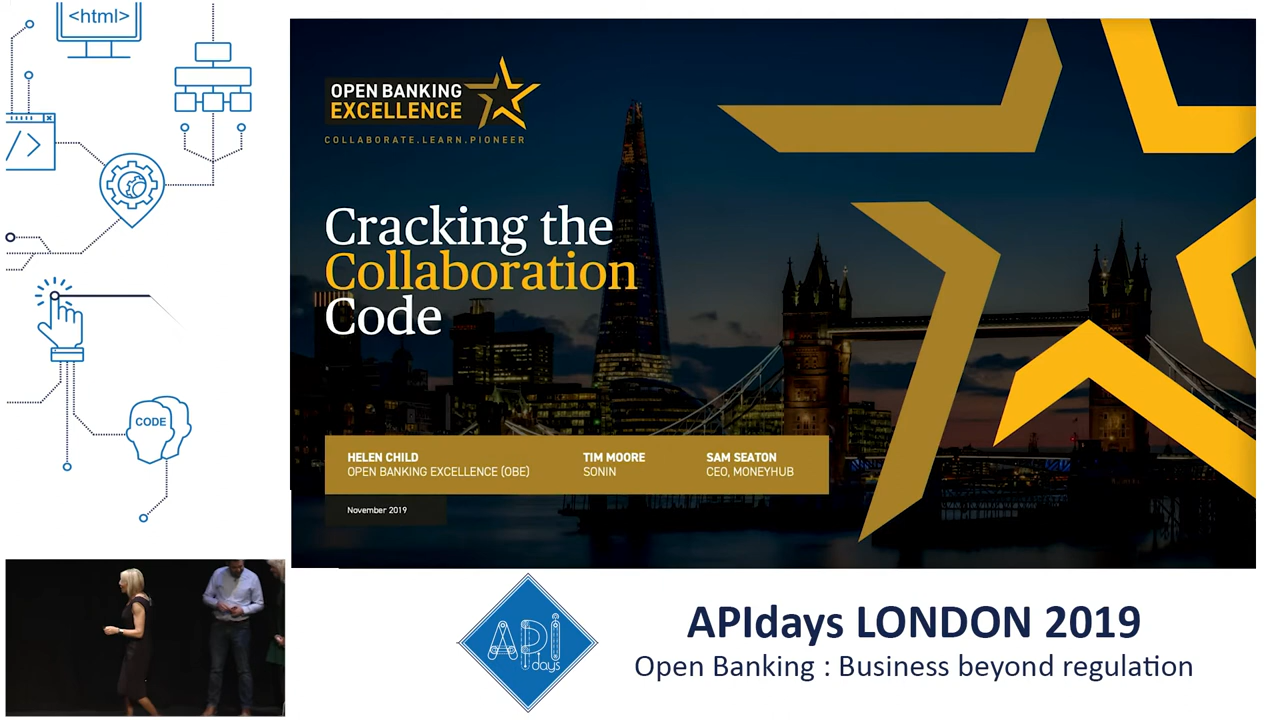 <html>
</>
CODE
OPEN BANKING
EXCELLENCE
COLLABORATE.LEARN.PIONEER
Cracking the
Collaboration
Code
HELEN CHILD
OPEN BANKING EXCELLENCE (OBE)
TIM MOORE
SONIN
SAM SEATON
CEO, MONEYHUB
November 2019
API
days
APIdays LONDON 2019
Open Banking : Business beyond regulation